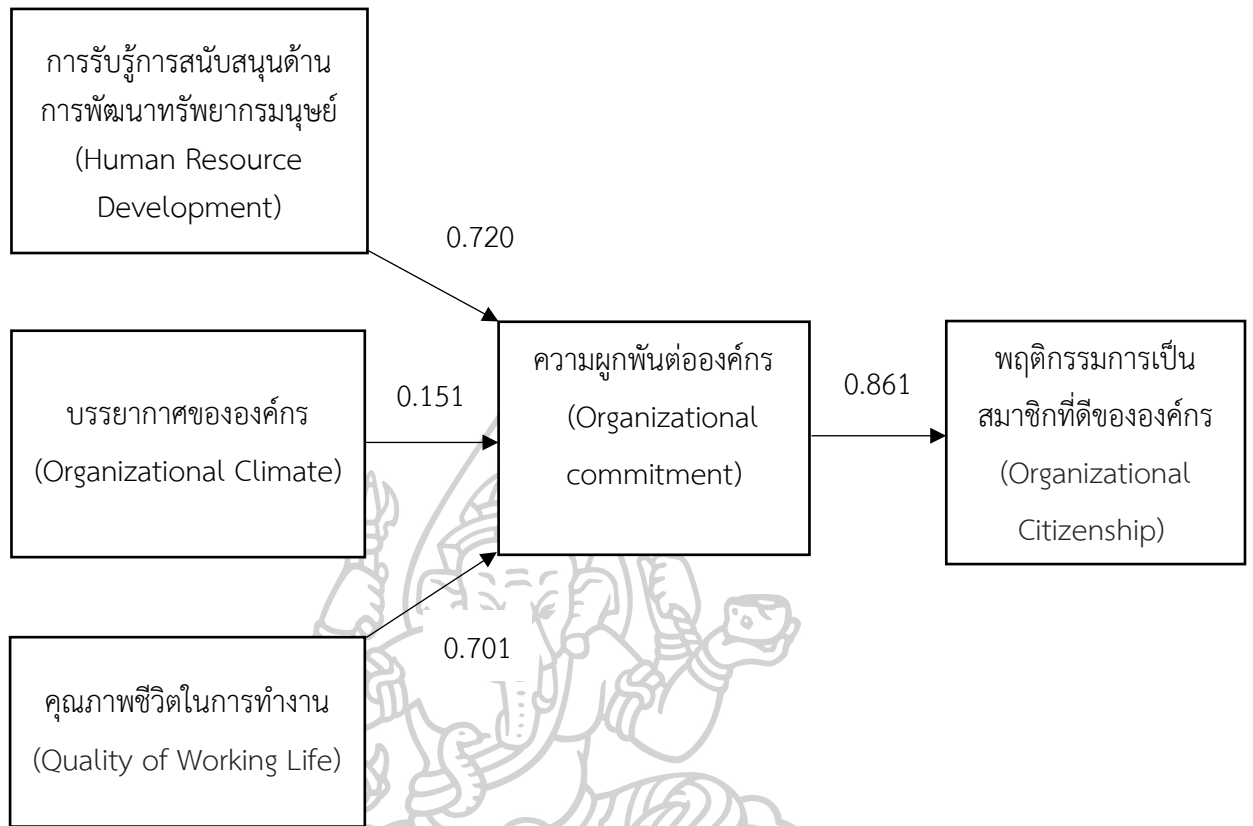 การรับรู้การสนับสนุนด้าน
การพัฒนาทรัพยากรมนุษย์
(Human Resource
Development)
0.720
บรรยากาศขององค์กร
(Organizational Climate)
0.151
ความผูกพันต่อองค์กร
(Organizational
commitment)
0.861
พฤติกรรมการเป็น
สมาชิกที่ดีขององค์กร
(Organizational
Citizenship)
คุณภาพชีวิตในการทำงาน
(Quality of Working Life)
0.701